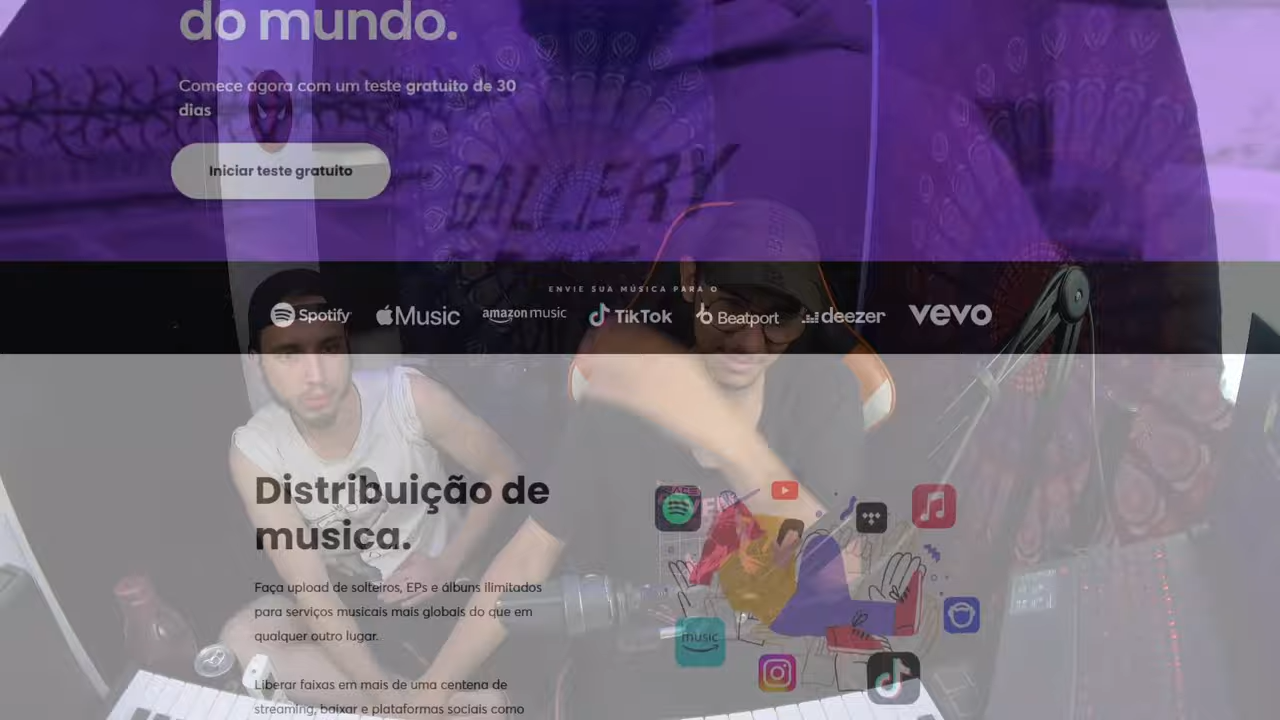 do mundo.
Comece agora com um teste gratuito de 30
dias
Iniciar teste gratuito
GALLERY
ENVIE SUA MÚSICA PARA O
Spotify Music amazon music TikTok Beatport deezer vevo
Distribuição de
musica.
Faça upload de solteiros, EPs e álbuns ilimitados
para serviços musicais mais globais do que em
qualquer outro lugar.
music
Liberar faixas em mais de uma centena de
streaming, baixar e plataformas sociais como